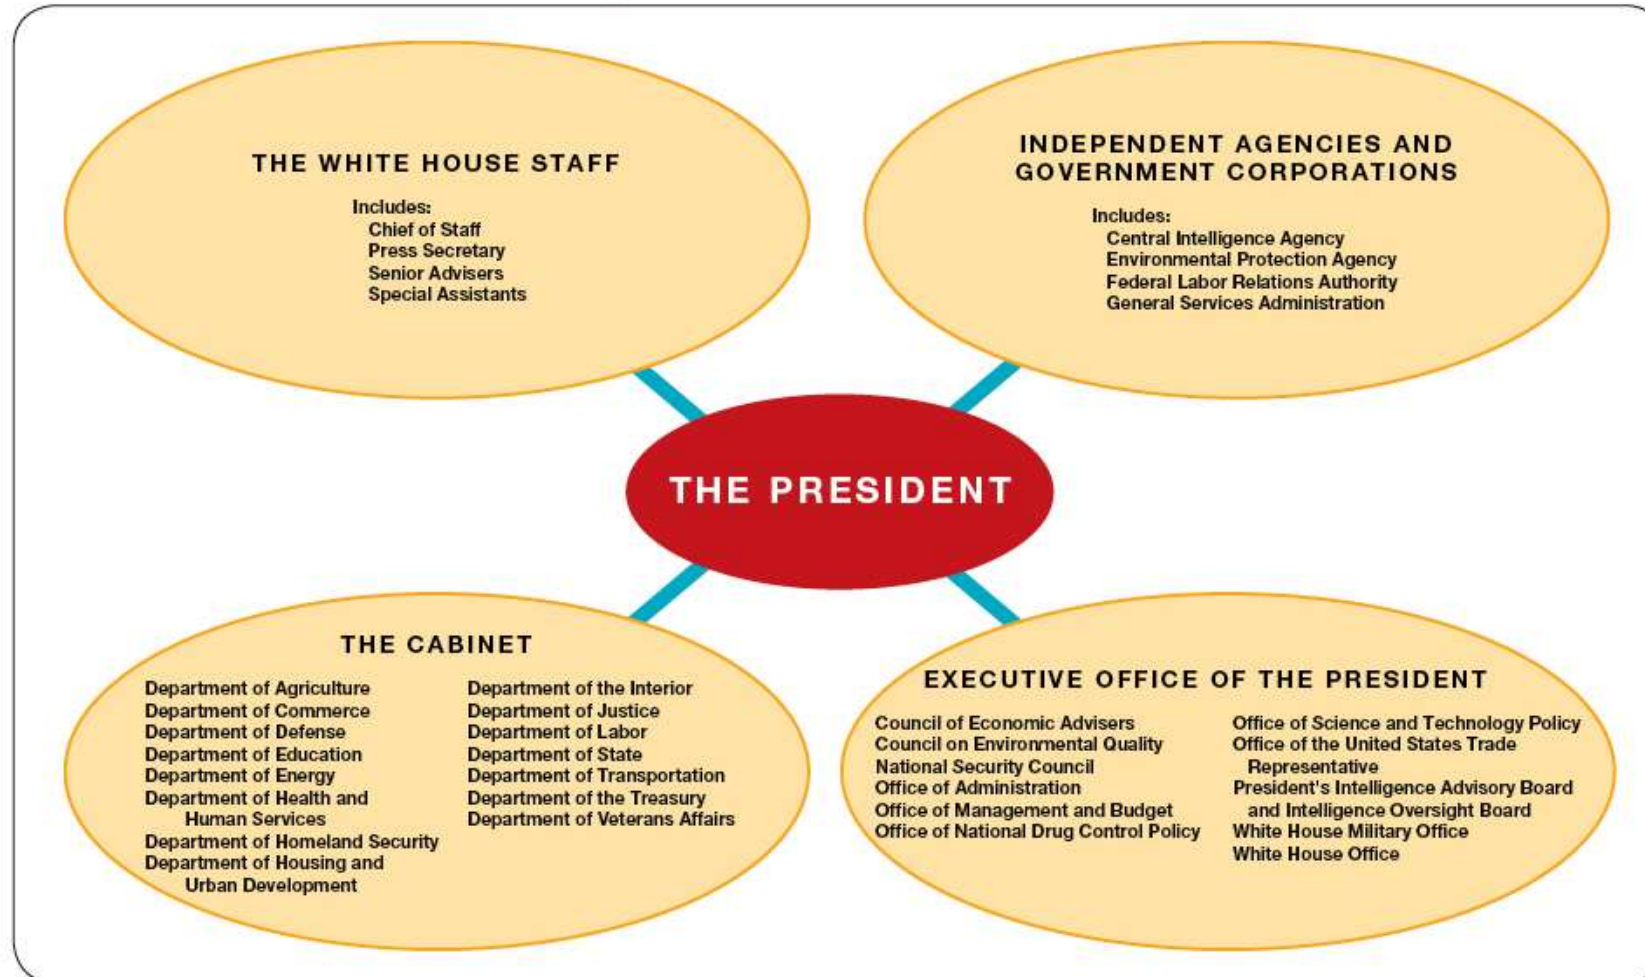 THE WHITE HOUSE STAFF
Includes:
Chief of Staff
Press Secretary
Senior Advisers
Special Assistants
INDEPENDENT AGENCIES AND
GOVERNMENT CORPORATIONS
Includes:
Central Intelligence Agency
Environmental Protection Agency
Federal Labor Relations Authority
General Services Administration
THE PRESIDENT
THE CABINET
Department of Agriculture
Department of Commerce
Department of Defense
Department of Education
Department of Energy
Department of Health and
Human Services
Department of Homeland Security
Department of Housing and
Urban Development
Department of the Interior
Department of Justice
Department of Labor
Department of State
Department of Transportation
Department of the Treasury
Department of Veterans Affairs
EXECUTIVE OFFICE OF THE PRESIDENT
Council of Economic Advisers
Council on Environmental Quality
National Security Council
Office of Administration
Office of Management and Budget
Office of National Drug Control Policy
Office of Science and Technology Policy
Office of the United States Trade
Representative
President's Intelligence Advisory Board
and Intelligence Oversight Board
White House Military Office
White House Office